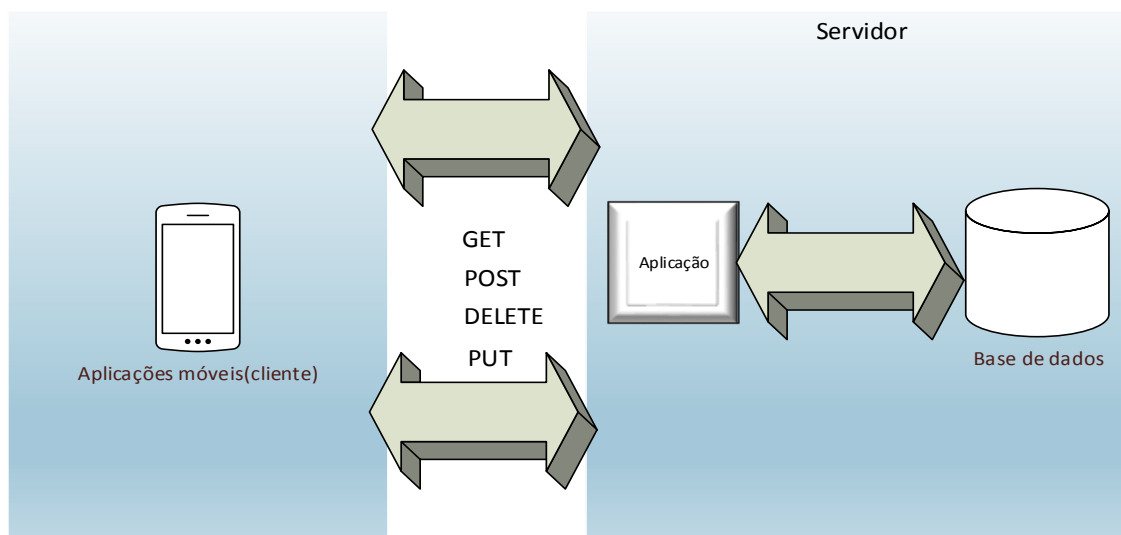 Servidor
GET
POST
DELETE
PUT
Aplicação
Aplicações móveis(cliente)
Base de dados